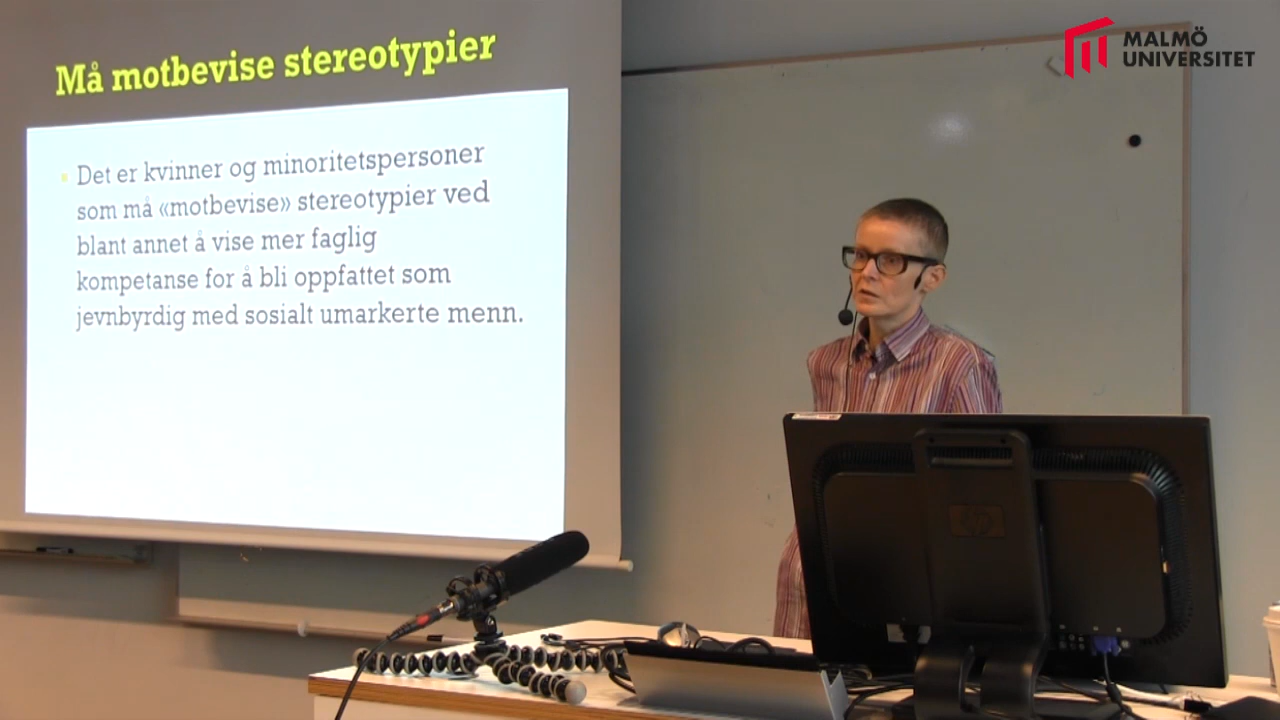 Må motbevise stereotypier
Det er kvinner og minoritetspersoner
som må «motbevise» stereotypier ved
blant annet å vise mer faglig
kompetanse for å bli oppfattet som
jevnbyrdig med sosialt umarkerte menn.
MALMÖ
UNIVERSITET
hp